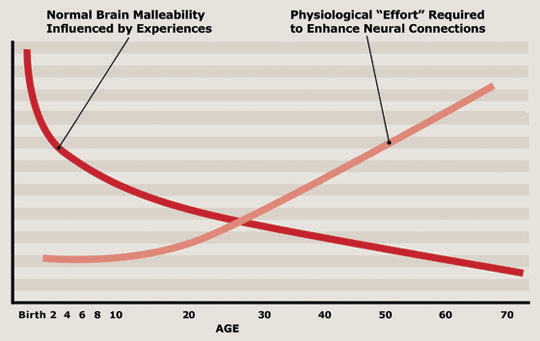 Normal Brain Malleability
Influenced by Experiences
Physiological “Effort” Required
to Enhance Neural Connections
Birth 2 4 6 8 10 20 30 40 50 60 70
AGE